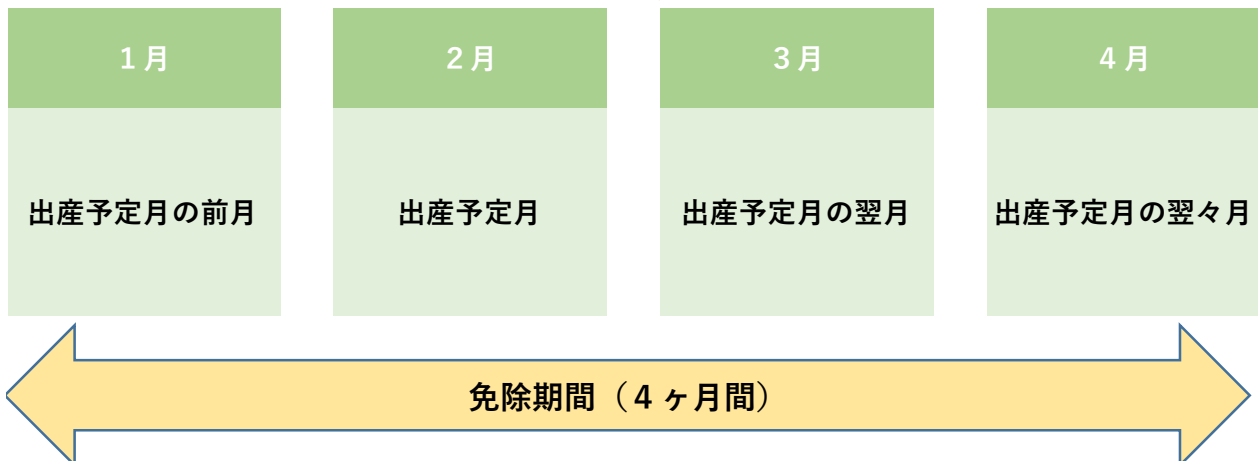 １月
２月
３月
４月
出産予定月の前月
出産予定月
出産予定月の翌月
出産予定月の翌々月
免除期間（４ヶ月間）